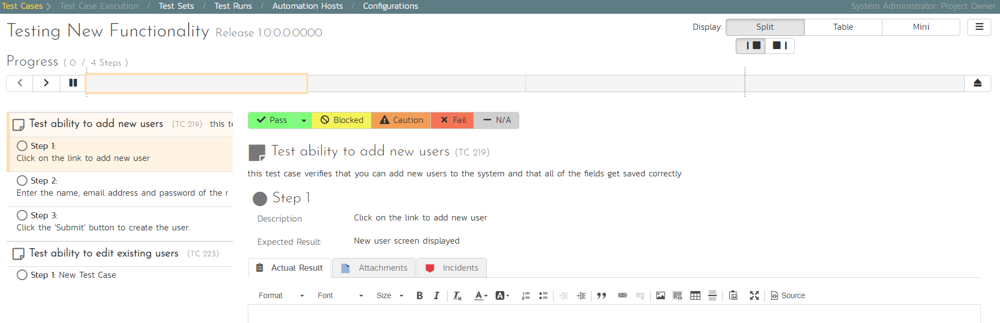 Test Cases Test Case Execution / Test Sets / Test Runs / Automation Hosts / Configurations System Administrator: Project Owner
Testing New Functionality Release 1.0.0.0.0000
Display: Split Table Mini
Progress ( 0 / 4 Steps )
Test ability to add new users (TC 219) this te
Step 1:
Click on the link to add new user
Step 2:
Enter the name, email address and password of the r
Step 3:
Click the 'Submit' button to create the user.
Test ability to edit existing users (TC 223)
Step 1: New Test Case
Pass Blocked Caution Fail N/A
Test ability to add new users (TC 219)
this test case verifies that you can add new users to the system and that all of the fields get saved correctly
Step 1
Description Click on the link to add new user
Expected Result: New user screen displayed
Actual Result Attachments Incidents
Format Font Size B I Source